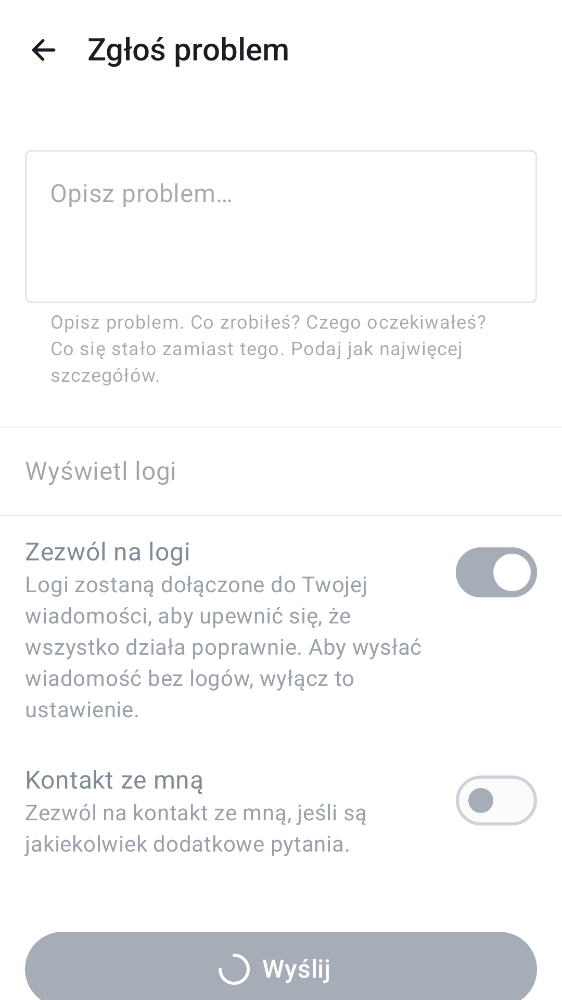 Zgłoś problem
Opisz problem…
Opisz problem. Co zrobiłeś? Czego oczekiwałeś?
Co się stało zamiast tego. Podaj jak najwięcej
szczegółów.
Wyświetl logi
Zezwól na logi
Logi zostaną dołączone do Twojej
wiadomości, aby upewnić się, że
wszystko działa poprawnie. Aby wysłać
wiadomość bez logów, wyłącz to
ustawienie.
Kontakt ze mną
Zezwól na kontakt ze mną, jeśli są
jakiekolwiek dodatkowe pytania.
Wyślij